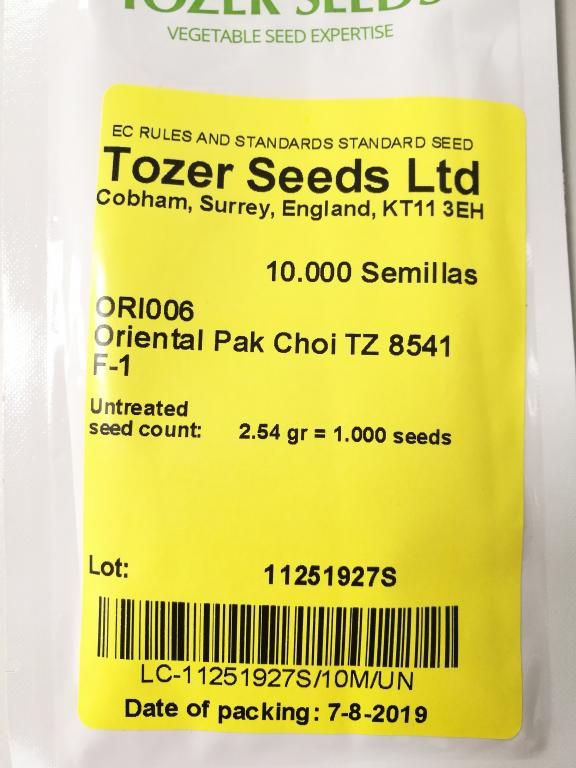 TOZER SEEDS
VEGETABLE SEED EXPERTISE
EC RULES AND STANDARDS STANDARD SEED
Tozer Seeds Ltd
Cobham, Surrey, England, KT11 3EH
10.000 Semillas
ORI006
Oriental Pak Choi TZ 8541
F-1
Untreated
seed count: 2.54 gr = 1.000 seeds
Lot: 11251927S
LC-11251927S/10M/UN
Date of packing: 7-8-2019